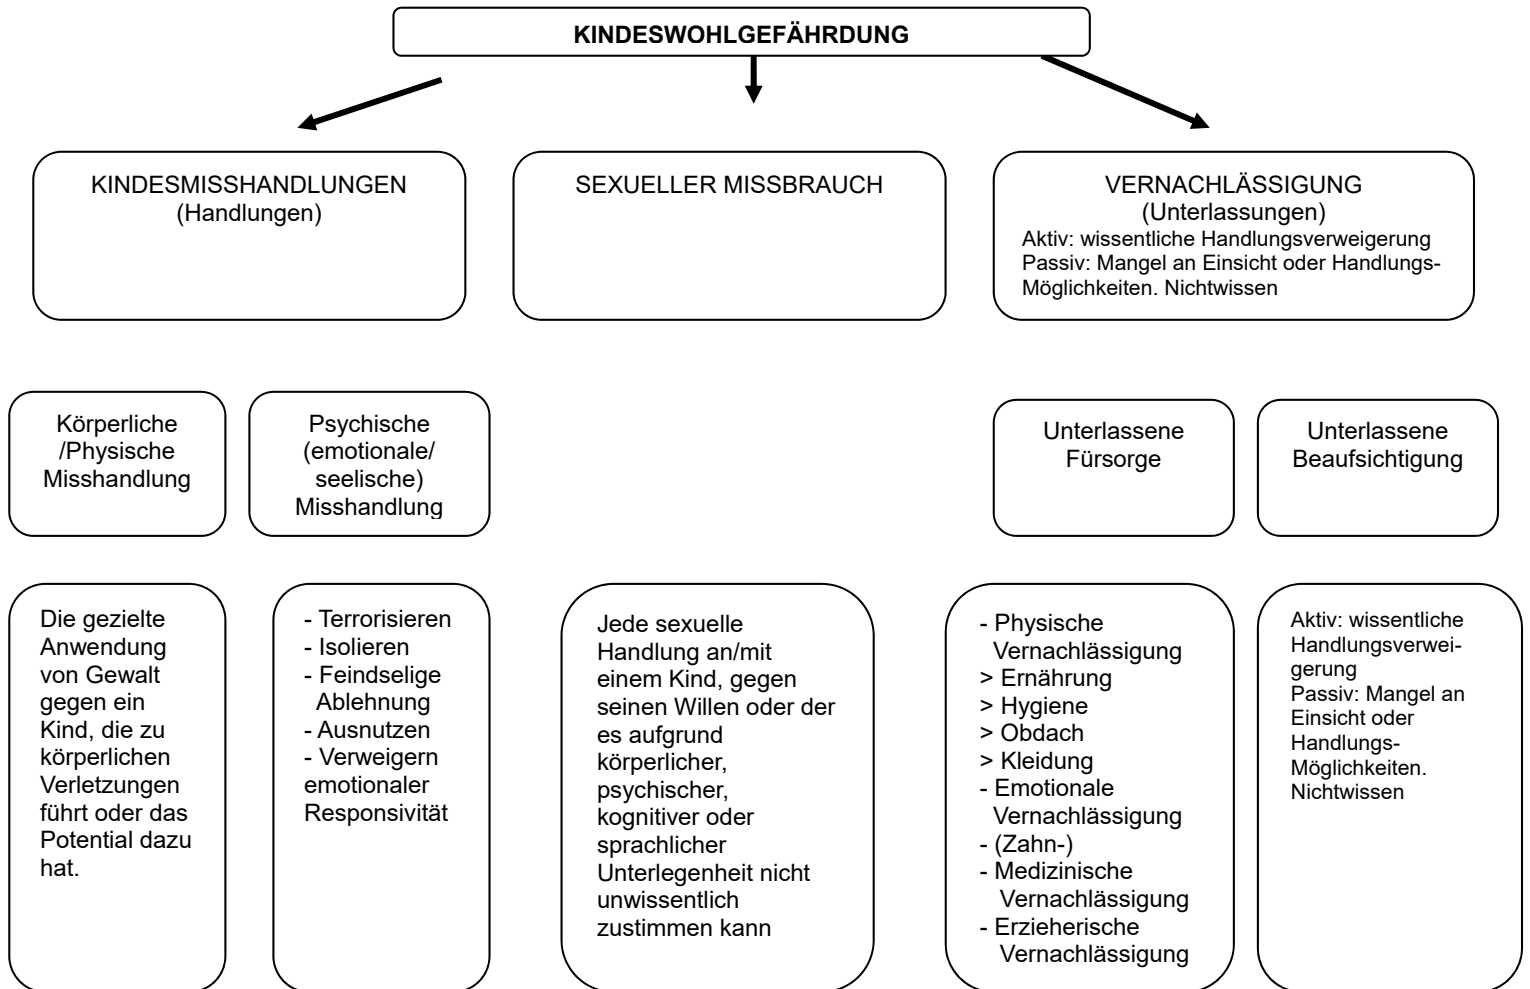 KINDESWOHLGEFÄHRDUNG
KINDESMISSHANDLUNGEN
(Handlungen)
SEXUELLER MISSBRAUCH
VERNACHLÄSSIGUNG
(Unterlassungen)
Aktiv: wissentliche Handlungsverweigerung
Passiv: Mangel an Einsicht oder Handlungs-
Möglichkeiten. Nichtwissen
Körperliche
/Physische
Misshandlung
Psychische
(emotionale/
seelische)
Misshandlung
Unterlassene
Fürsorge
Unterlassene
Beaufsichtigung
Die gezielte
Anwendung
von Gewalt
gegen ein
Kind, die zu
körperlichen
Verletzungen
führt oder das
Potential dazu
hat.
- Terrorisieren
- Isolieren
- Feindselige
Ablehnung
- Ausnutzen
- Verweigern
emotionaler
Responsivität
Jede sexuelle
Handlung an/mit
einem Kind, gegen
seinen Willen oder der
es aufgrund
körperlicher,
psychischer,
kognitiver oder
sprachlicher
Unterlegenheit nicht
unwissentlich
zustimmen kann
- Physische
Vernachlässigung
> Ernährung
> Hygiene
> Obdach
> Kleidung
- Emotionale
Vernachlässigung
- (Zahn-)
- Medizinische
Vernachlässigung
- Erzieherische
Vernachlässigung
Aktiv: wissentliche
Handlungsverwei-
gerung
Passiv: Mangel an
Einsicht oder
Handlungs-
Möglichkeiten.
Nichtwissen